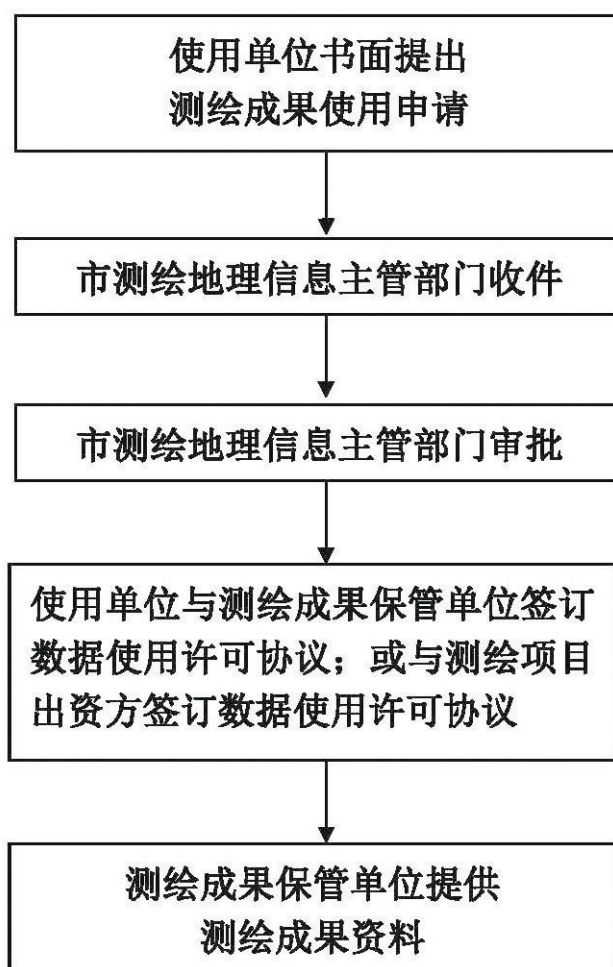 使用单位书面提出
测绘成果使用申请
市测绘地理信息主管部门收件
市测绘地理信息主管部门审批
使用单位与测绘成果保管单位签订
数据使用许可协议；或与测绘项目
出资方签订数据使用许可协议
测绘成果保管单位提供
测绘成果资料